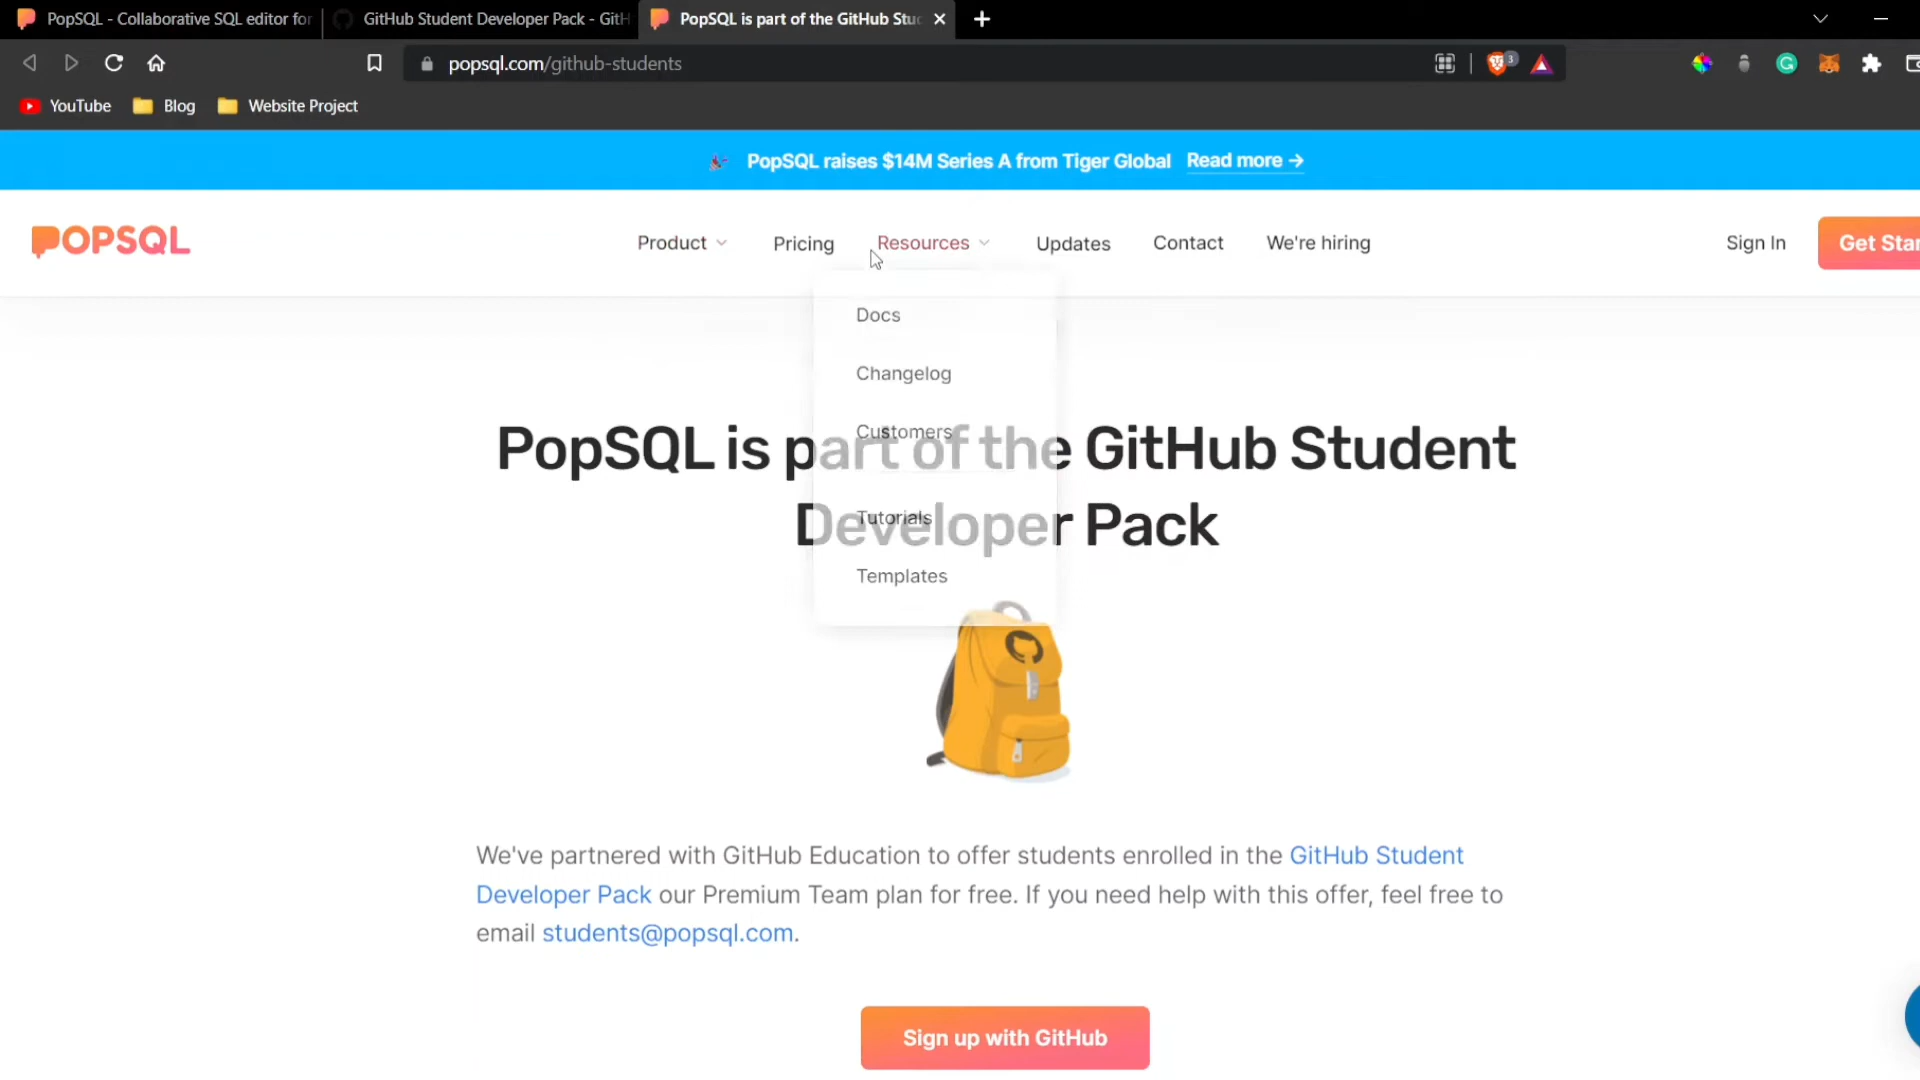 PopSQL - Collaborative SQL editor for
GitHub Student Developer Pack - GitH
PopSQL is part of the GitHub Stu
popsql.com/github-students
3
YouTube
Blog
Website Project
PopSQL raises $14M Series A from Tiger Global Read more →
POPSQL
Product
Pricing
Resources
Updates
Contact
We're hiring
Sign In
Get Star
Docs
Changelog
Customers
Tutorials
Templates
PopSQL is part of the GitHub Student
Developer Pack
We've partnered with GitHub Education to offer students enrolled in the GitHub Student
Developer Pack our Premium Team plan for free. If you need help with this offer, feel free to
email students@popsql.com.
Sign up with GitHub